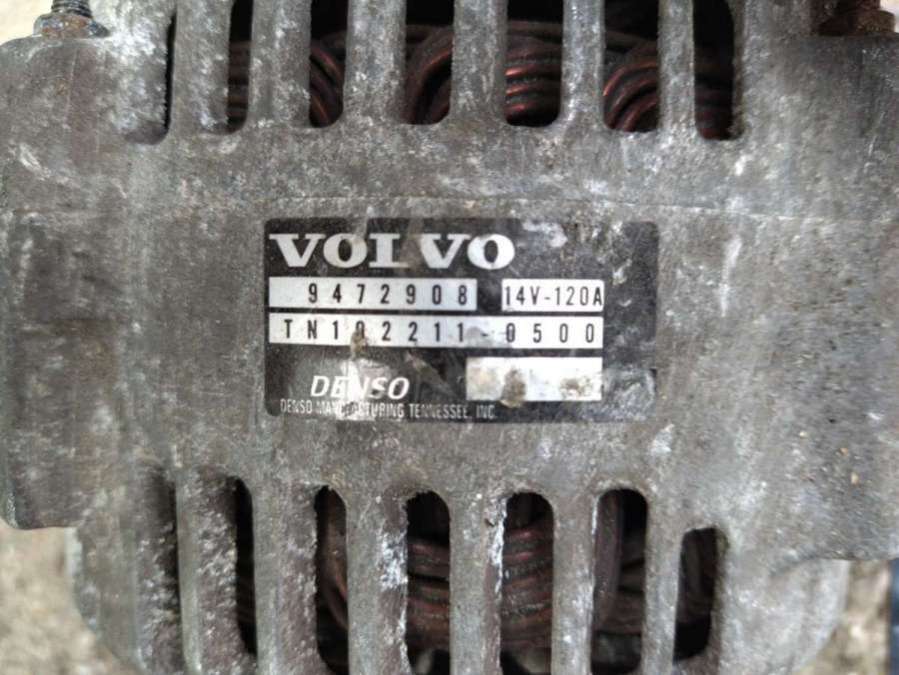 VOLVO
9472908 14V-120A
TN102211-0500
DENSO
DENSO MANUFACTURING TENNESSEE, INC.